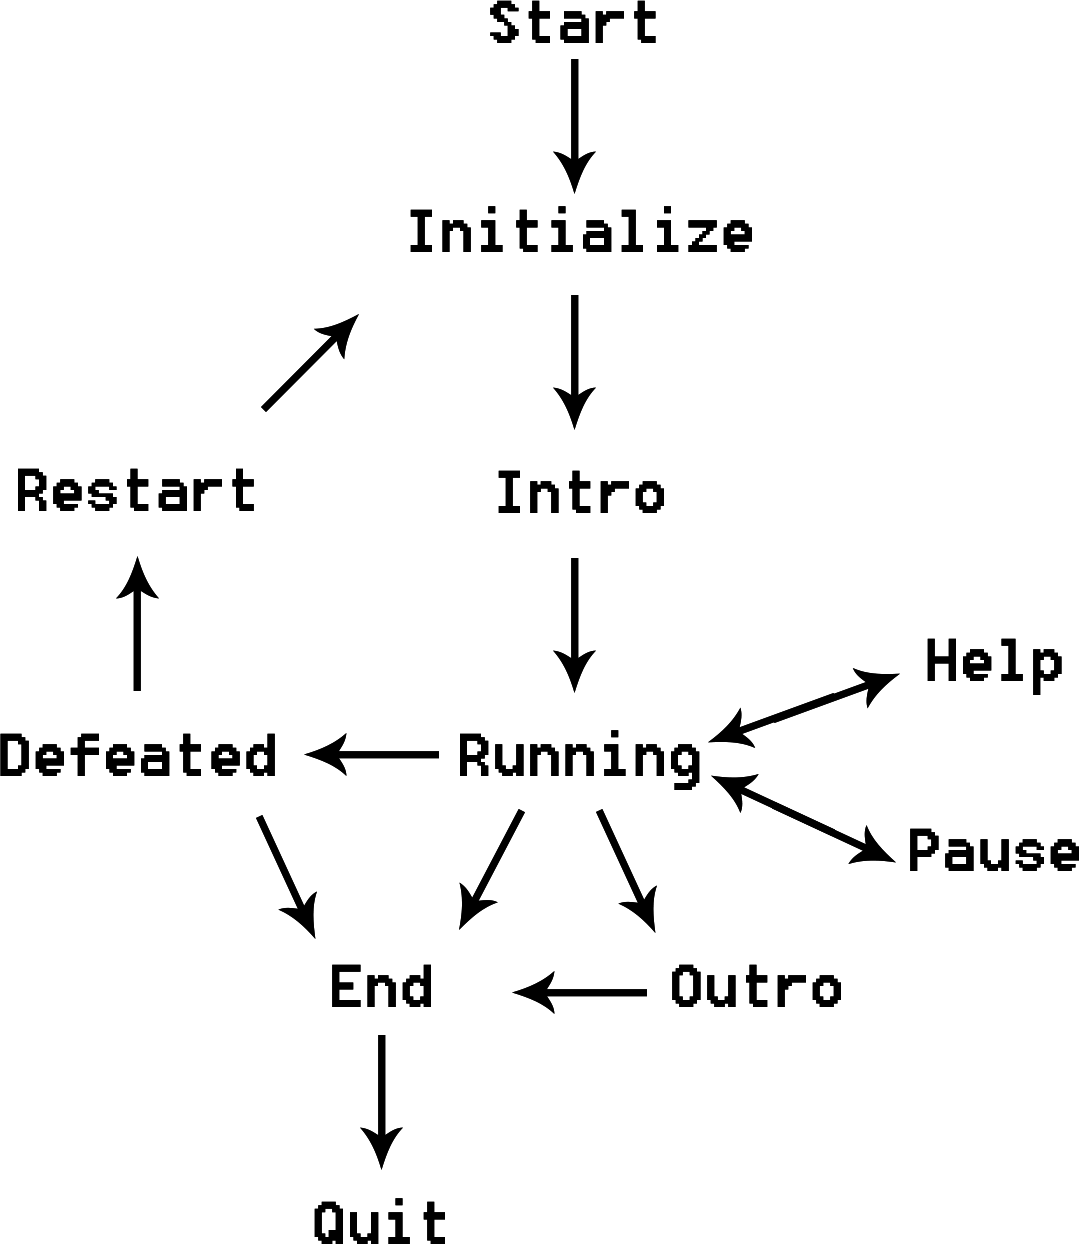 Start
Initialize
Restart
Intro
Help
Defeated
Running
Pause
End
Outro
Quit